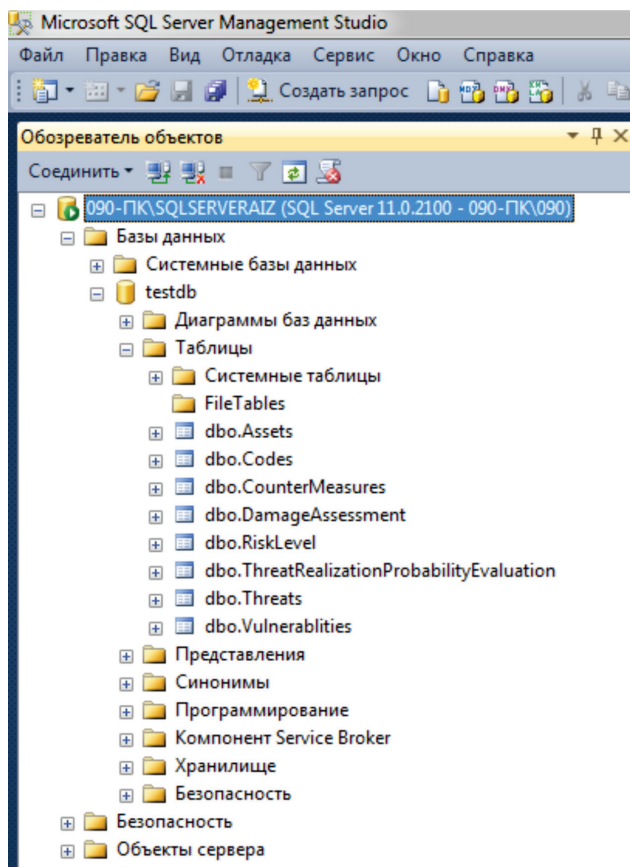 Microsoft SQL Server Management Studio
Файл Правка Вид Отладка Сервис Окно Справка
Создать запрос
Обозреватель объектов
Соединить
090-ПК\SQLSERVERAIZ (SQL Server 11.0.2100 - 090-ПК\090)
Базы данных
Системные базы данных
testdb
Диаграммы баз данных
Таблицы
Системные таблицы
FileTables
dbo.Assets
dbo.Codes
dbo.CounterMeasures
dbo.DamageAssessment
dbo.RiskLevel
dbo.ThreatRealizationProbabilityEvaluation
dbo.Threats
dbo.Vulnerablities
Представления
Синонимы
Программирование
Компонент Service Broker
Хранилище
Безопасность
Безопасность
Объекты сервера